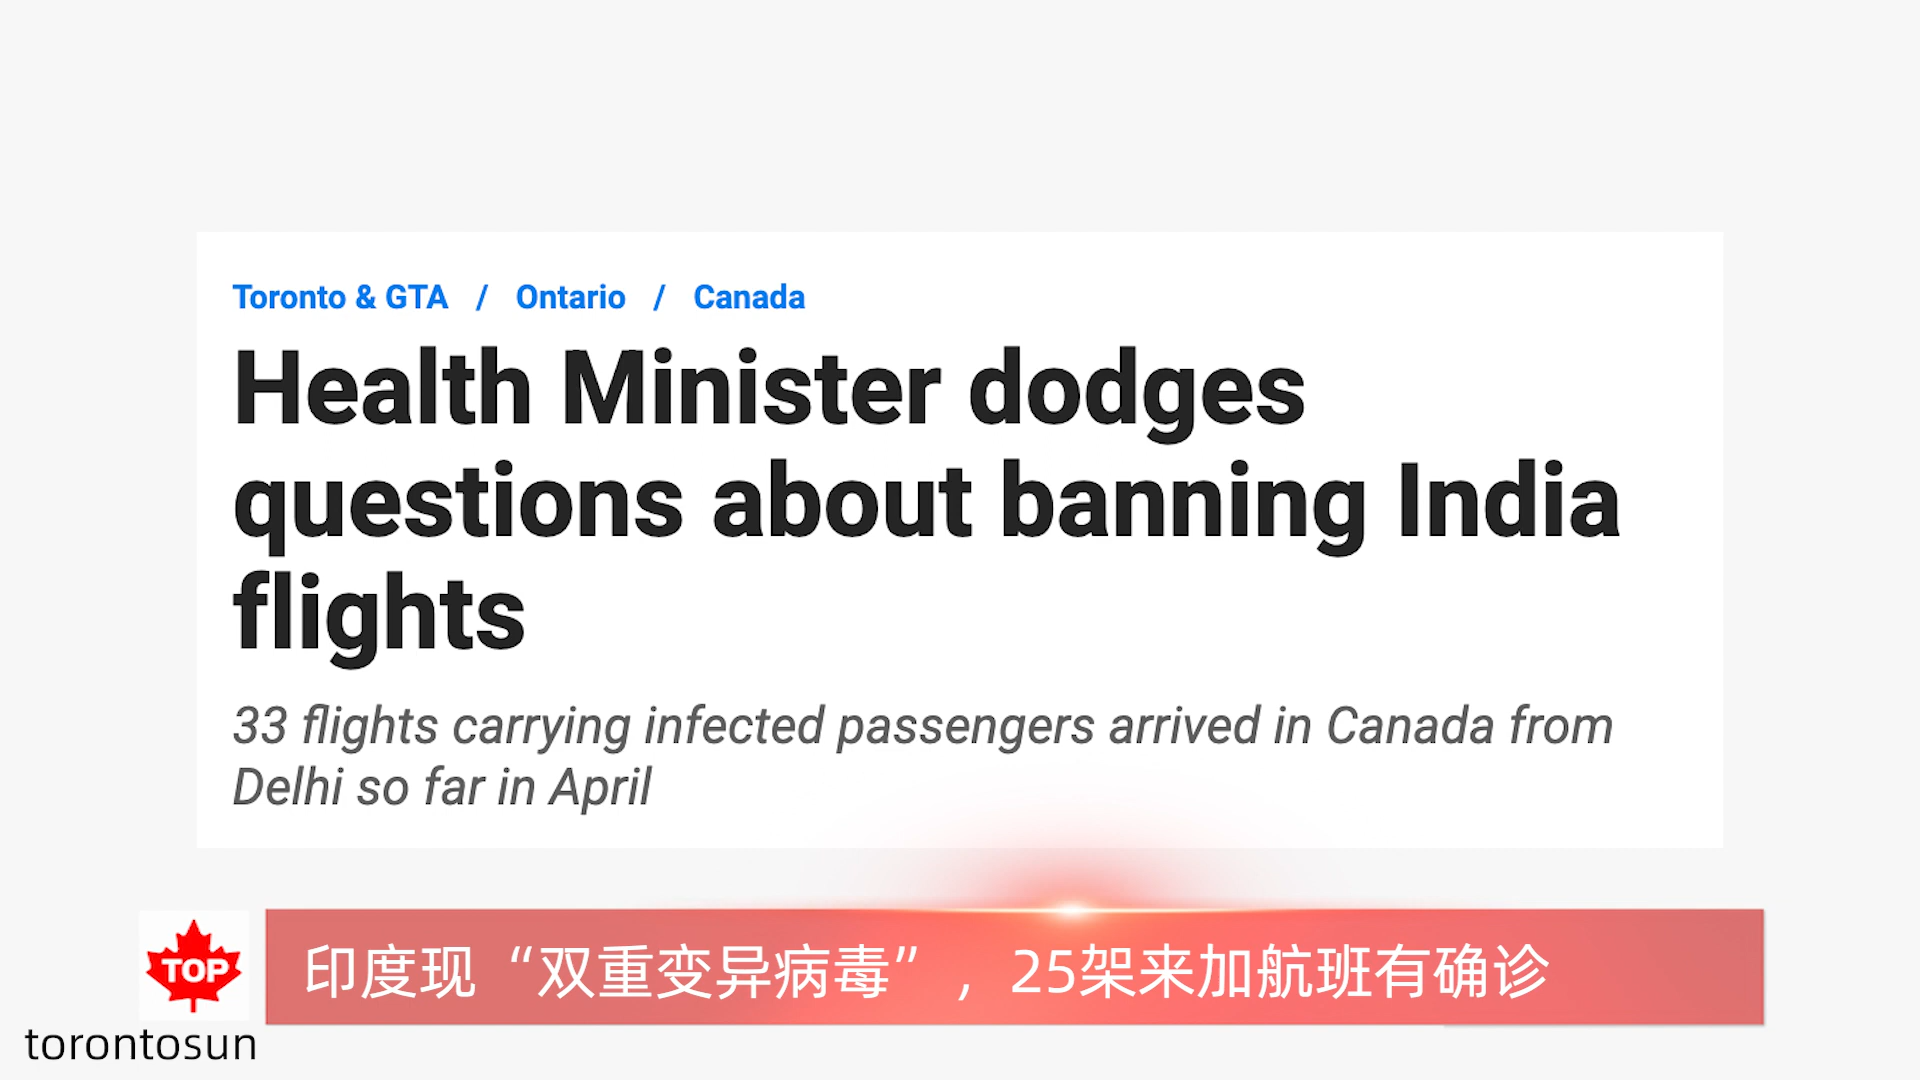 Toronto & GTA / Ontario / Canada
Health Minister dodges
questions about banning India
flights
33 flights carrying infected passengers arrived in Canada from
Delhi so far in April
TOP
印度现“双重变异病毒”，25架来加航班有确诊
torontosun